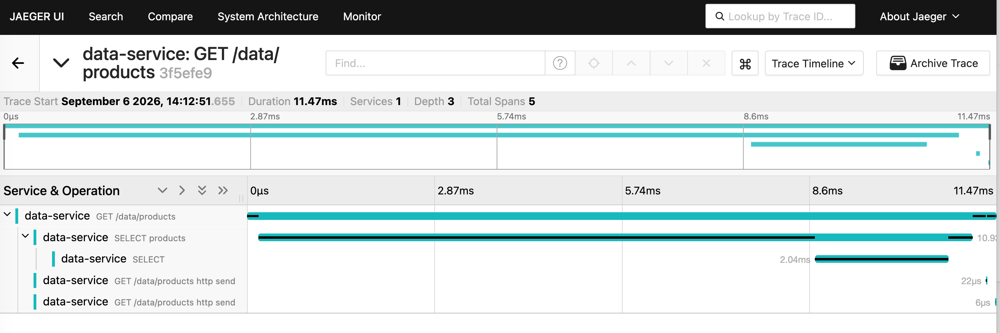 JAEGER UI Search Compare System Architecture Monitor Lookup by Trace ID... About Jaeger
data-service: GET /data/
products 3f5efe9
Find...
Trace Timeline
Archive Trace
Trace Start September 6 2026, 14:12:51.655 Duration 11.47ms Services 1 Depth 3 Total Spans 5
0μs 2.87ms 5.74ms 8.6ms 11.47ms
Service & Operation 0μs 2.87ms 5.74ms 8.6ms 11.47ms
data-service GET /data/products
data-service SELECT products
data-service SELECT 2.04ms
data-service GET /data/products http send 22μs
data-service GET /data/products http send 6μs